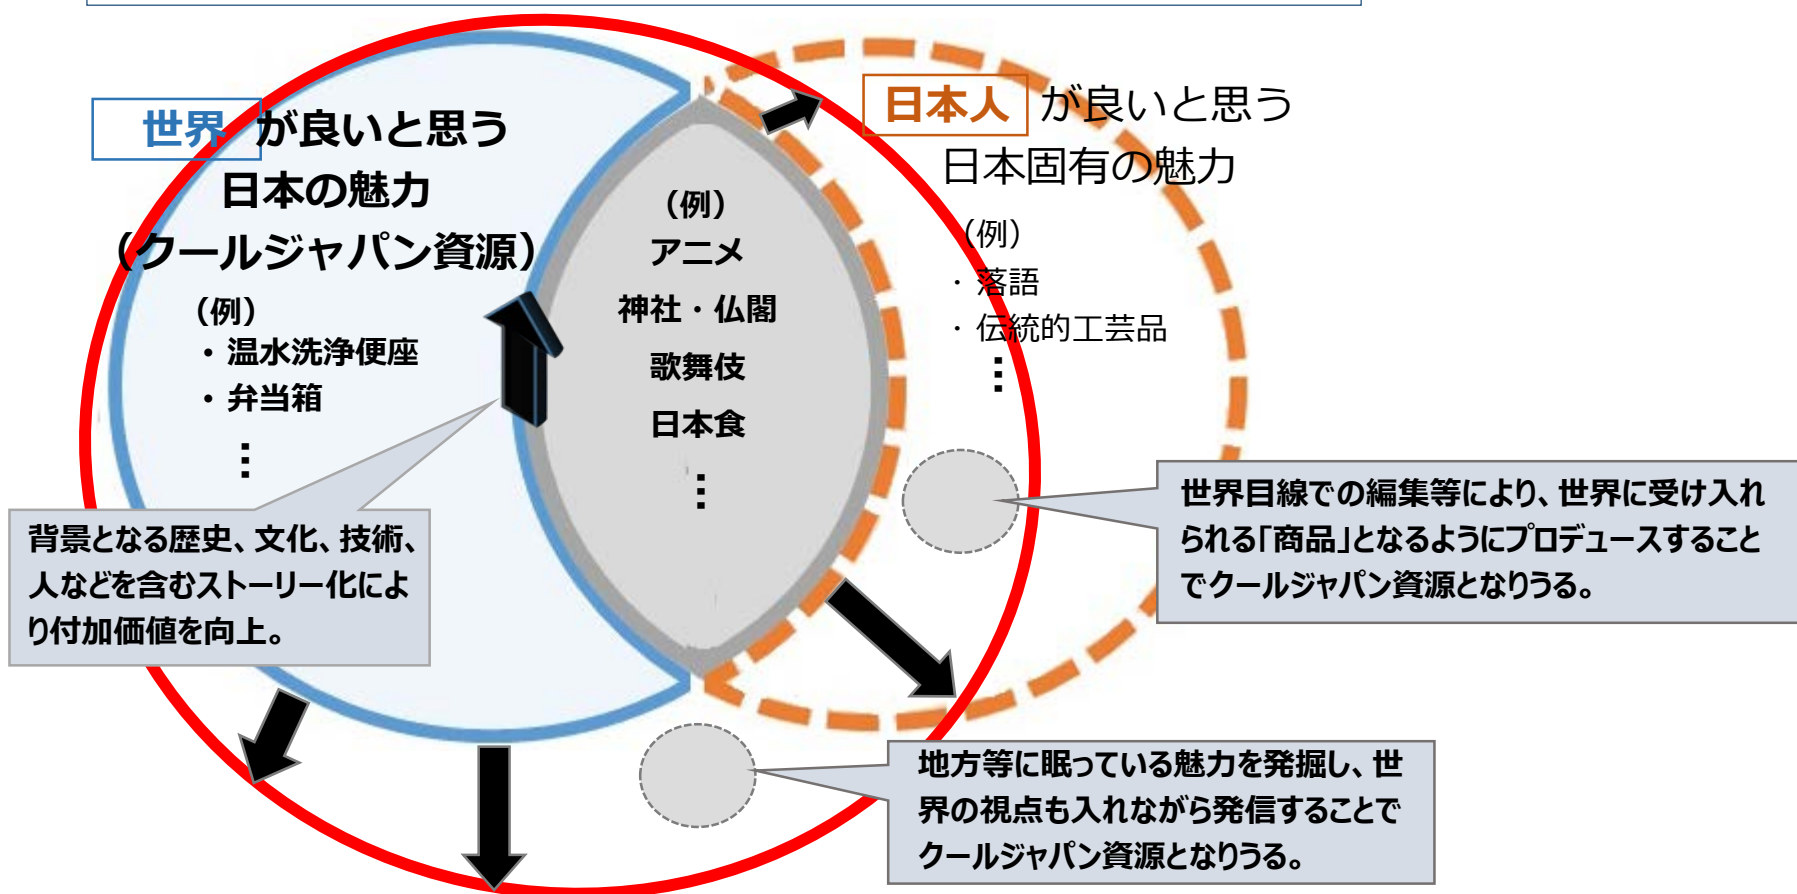 世界が良いと思う
日本の魅力
（クールジャパン資源）
（例）
・温水洗浄便座
・弁当箱
…
（例）
アニメ
神社・仏閣
歌舞伎
日本食
…
日本人が良いと思う
日本固有の魅力
（例）
・落語
・伝統的工芸品
…
背景となる歴史、文化、技術、
人などを含むストーリー化によ
り付加価値を向上。
世界目線での編集等により、世界に受け入れ
られる「商品」となるようにプロデュースすること
でクールジャパン資源となりうる。
地方等に眠っている魅力を発掘し、世
界の視点も入れながら発信することで
クールジャパン資源となりうる。